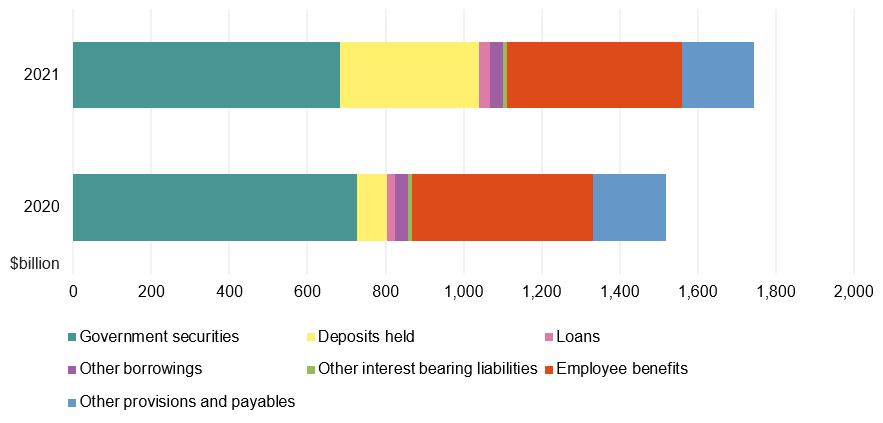 2021
2020
$billion
0 200 400 600 800 1,000 1,200 1,400 1,600 1,800 2,000
Government securities Deposits held Loans
Other borrowings Other interest bearing liabilities Employee benefits
Other provisions and payables